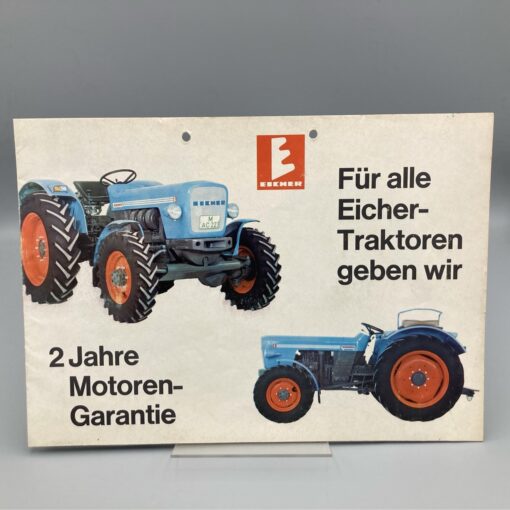 EICHER
Für alle
Eicher-
Traktoren
geben wir
EICHER
2 Jahre
Motoren-
Garantie